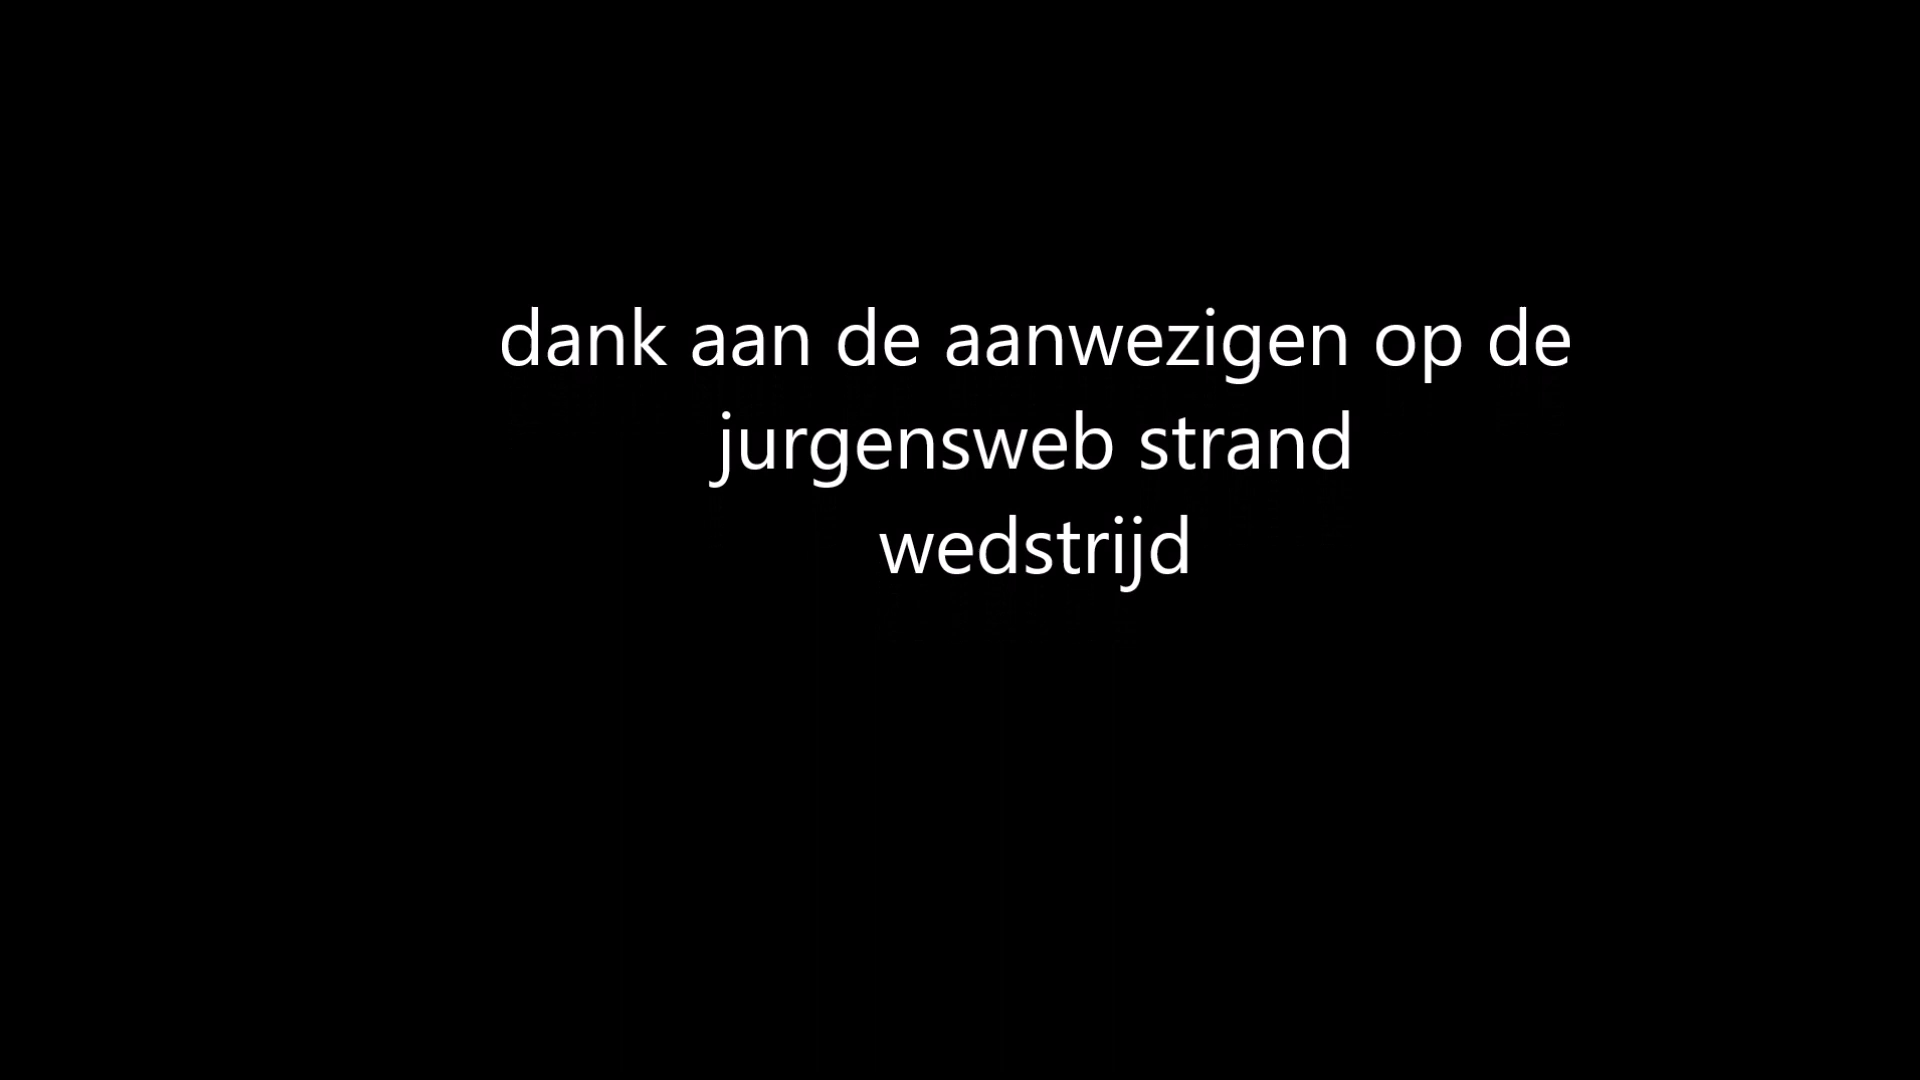 dank aan de aanwezigen op de
jurgensweb strand
wedstrijd